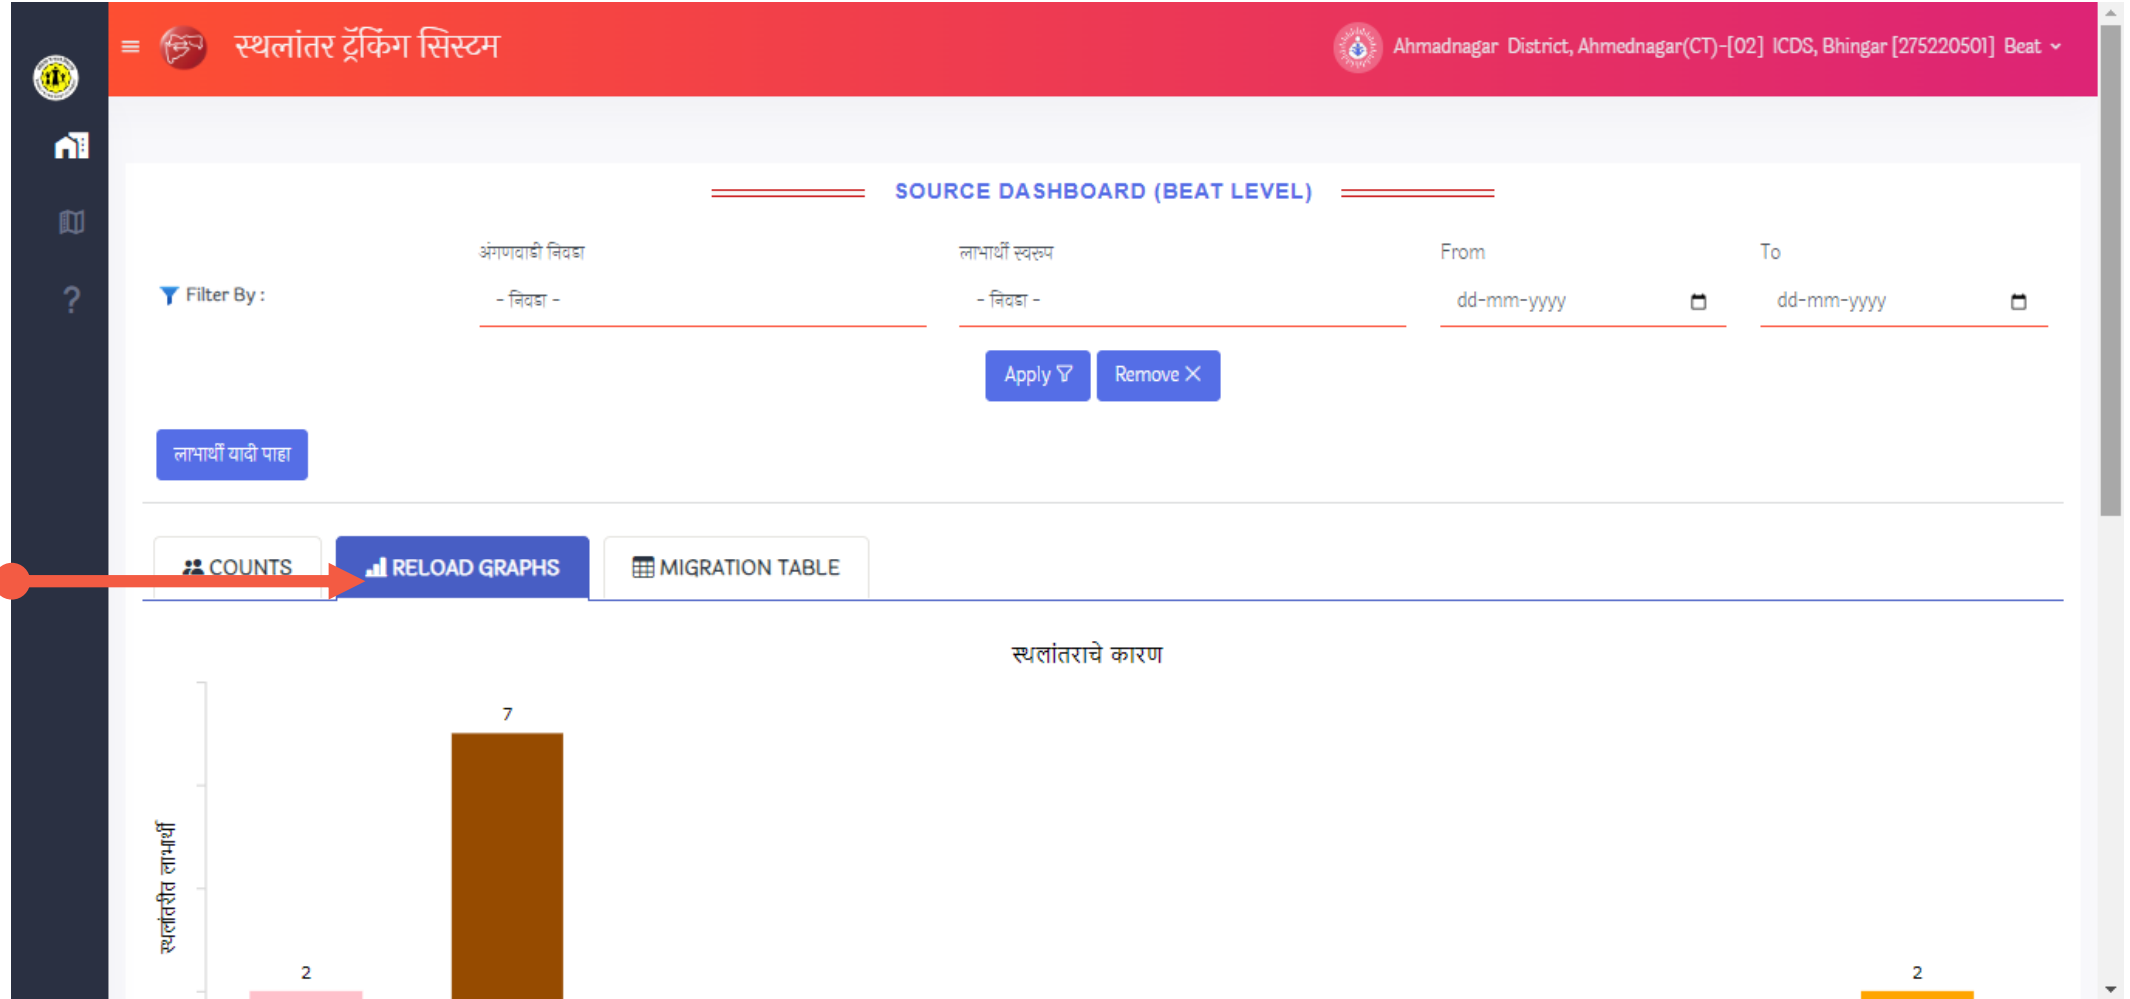 स्थलांतर ट्रॅकिंग सिस्टम
Ahmadnagar District, Ahmednagar(CT)-[02] ICDS, Bhingar [275220501] Beat
SOURCE DASHBOARD (BEAT LEVEL)
Filter By :
अंगणवाडी निवडा
- निवडा -
लाभार्थी स्वरूप
- निवडा -
From
dd-mm-yyyy
To
dd-mm-yyyy
Apply
Remove
लाभार्थी यादी पाहा
COUNTS
RELOAD GRAPHS
MIGRATION TABLE
स्थलांतराचे कारण
स्थलांतरीत लाभार्थी
2
7
2